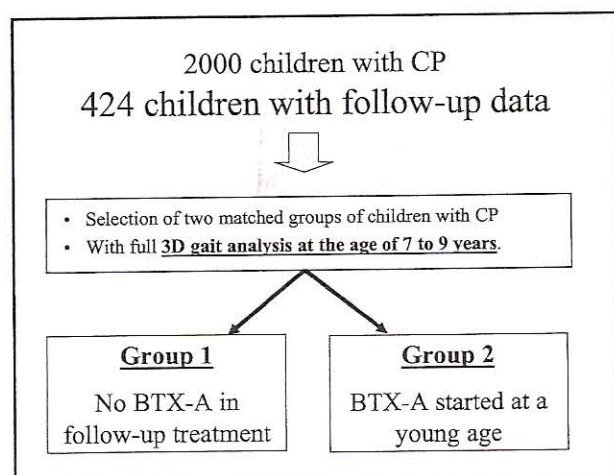 2000 children with CP
424 children with follow-up data
• Selection of two matched groups of children with CP
• With full 3D gait analysis at the age of 7 to 9 years.
Group 1
No BTX-A in
follow-up treatment
Group 2
BTX-A started at a
young age